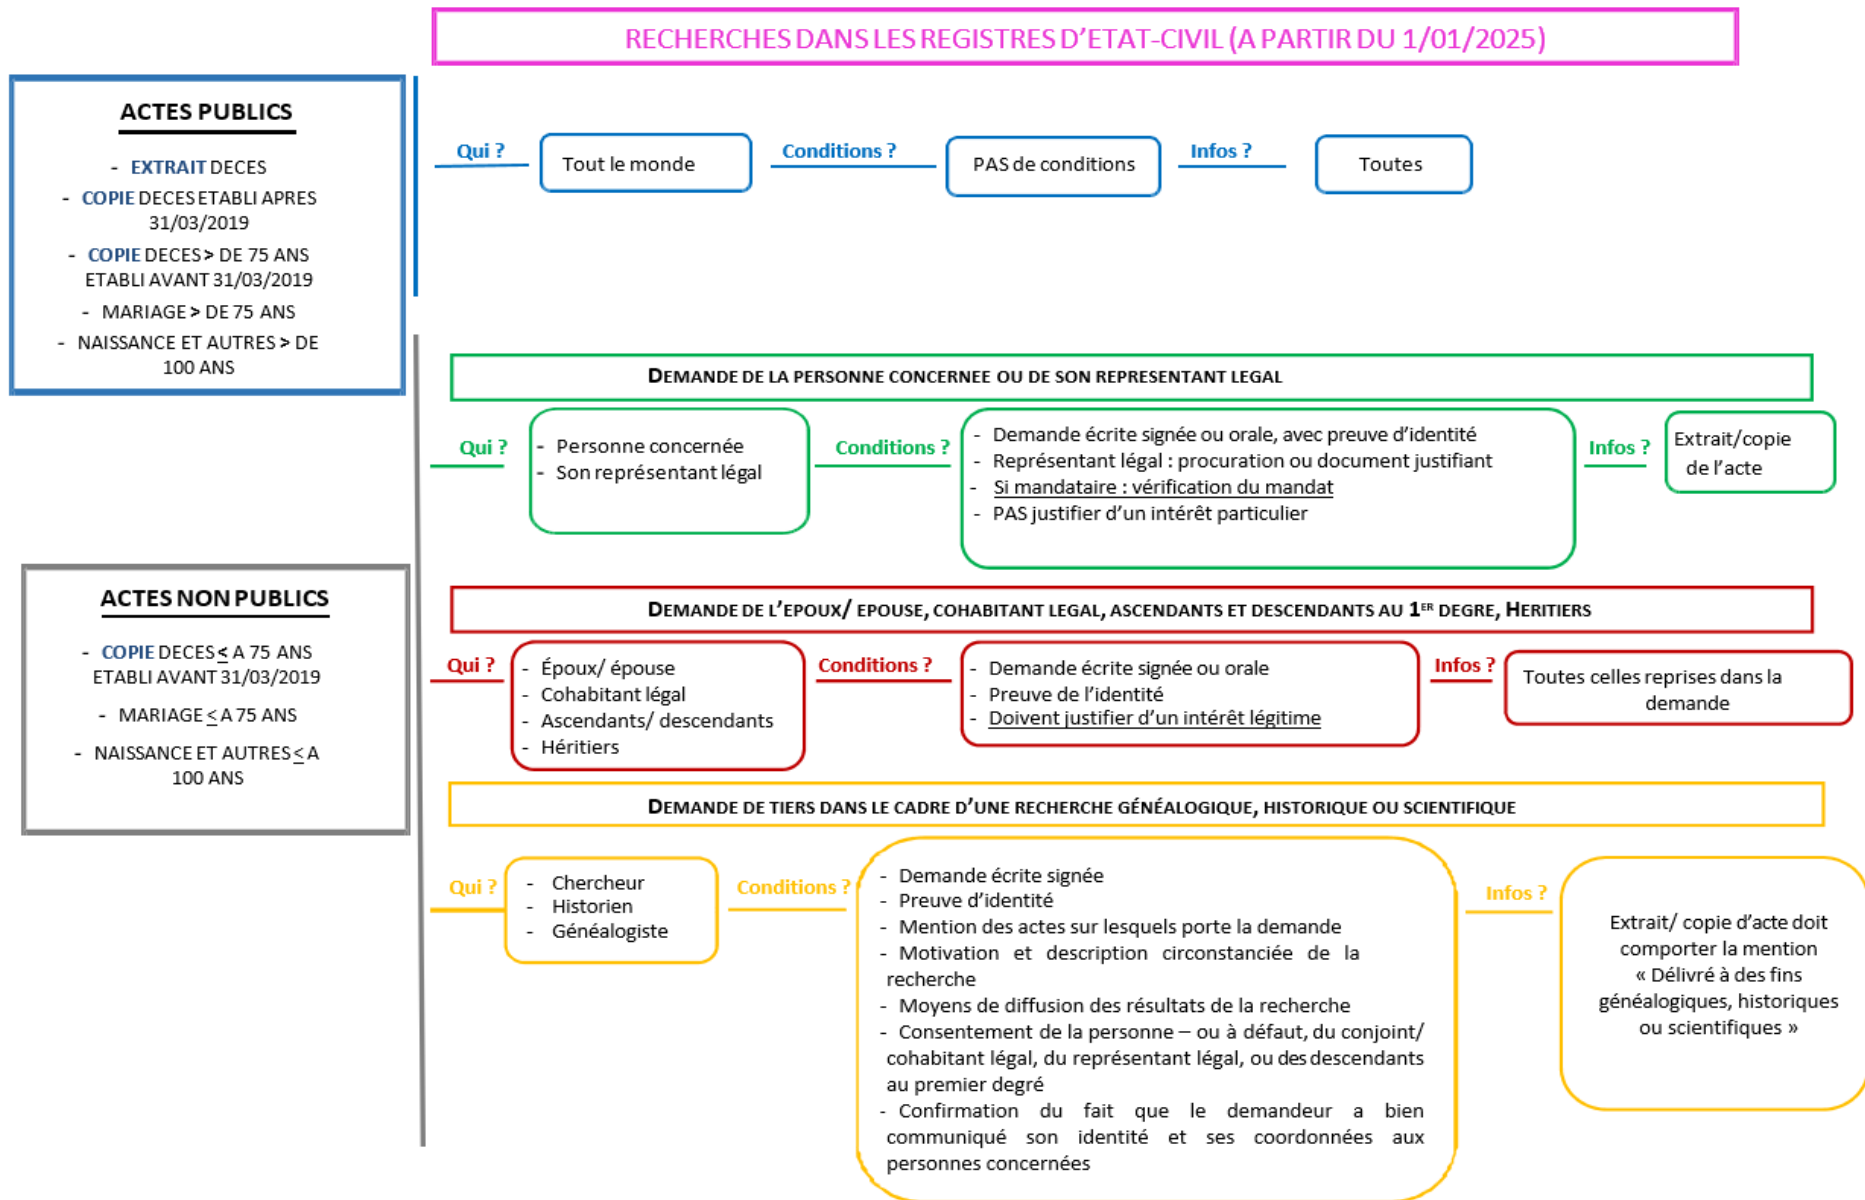 RECHERCHES DANS LES REGISTRES D'ETAT-CIVIL (A PARTIR DU 1/01/2025)
ACTES PUBLICS
- EXTRAIT DECES
- COPIE DECES ETABLI APRES
31/03/2019
- COPIE DECES > DE 75 ANS
ETABLI AVANT 31/03/2019
- MARIAGE > DE 75 ANS
- NAISSANCE ET AUTRES > DE
100 ANS
Qui ?
Tout le monde
Conditions ?
PAS de conditions
Infos ?
Toutes
DEMANDE DE LA PERSONNE CONCERNEE OU DE SON REPRESENTANT LEGAL
Qui ?
- Personne concernée
- Son représentant légal
Conditions ?
- Demande écrite signée ou orale, avec preuve d'identité
- Représentant légal : procuration ou document justifiant
- Si mandataire : vérification du mandat
- PAS justifier d'un intérêt particulier
Infos ?
Extrait/copie
de l'acte
ACTES NON PUBLICS
- COPIE DECES ≤ A 75 ANS
ETABLI AVANT 31/03/2019
- MARIAGE ≤ A 75 ANS
- NAISSANCE ET AUTRES ≤ A
100 ANS
DEMANDE DE L'EPOUX/ EPOUSE, COHABITANT LEGAL, ASCENDANTS ET DESCENDANTS AU 1ER DEGRE, HERITIERS
Qui ?
- Époux/ épouse
- Cohabitant légal
- Ascendants/ descendants
- Héritiers
Conditions ?
- Demande écrite signée ou orale
- Preuve de l'identité
- Doivent justifier d'un intérêt légitime
Infos ?
Toutes celles reprises dans la
demande
DEMANDE DE TIERS DANS LE CADRE D'UNE RECHERCHE GÉNÉALOGIQUE, HISTORIQUE OU SCIENTIFIQUE
Qui ?
- Chercheur
- Historien
- Généalogiste
Conditions ?
- Demande écrite signée
- Preuve d'identité
- Mention des actes sur lesquels porte la demande
- Motivation et description circonstanciée de la
recherche
- Moyens de diffusion des résultats de la recherche
- Consentement de la personne – ou à défaut, du conjoint/
cohabitant légal, du représentant légal, ou des descendants
au premier degré
- Confirmation du fait que le demandeur a bien
communiqué son identité et ses coordonnées aux
personnes concernées
Infos ?
Extrait/ copie d'acte doit
comporter la mention
« Délivré à des fins
généalogiques, historiques
ou scientifiques »